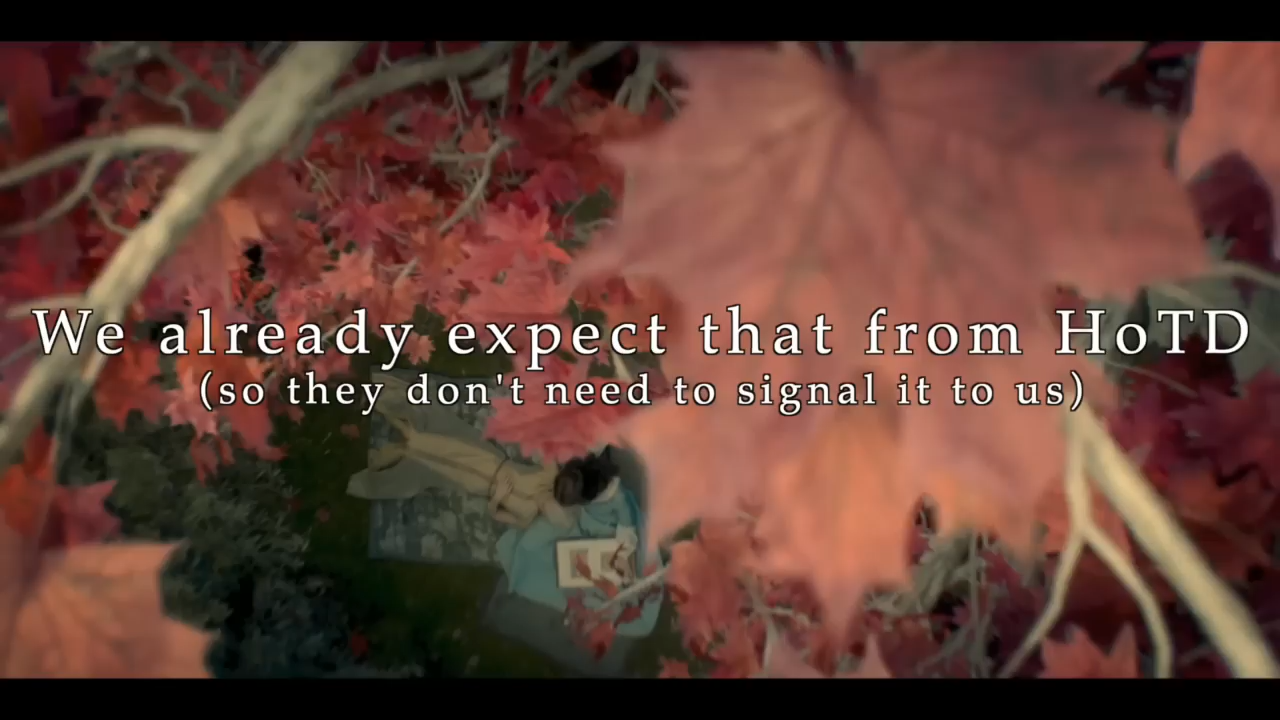 We already expect that from HoTD
(so they don't need to signal it to us)